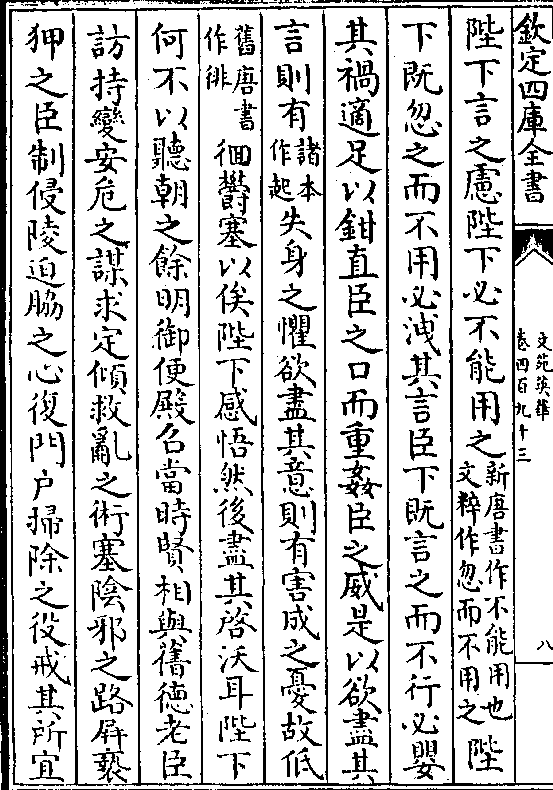 欽定四庫全書
文苑英華
卷四百九十三
八
陛下言之慮陛下必不能用之新唐書作不能用也文粹作忽而不用之陛
下既忽之而不用必洩其言臣下既言之而不行必嬰
其禍適足以鉗直臣之口而重姦臣之威是以欲盡其
言則有諸本作起失身之懼欲盡其意則有害成之憂故低
舊唐書作徘徊鬱塞以俟陛下感悟然後盡其啓沃耳陛下
何不以聽朝之餘明御便殿召當時賢相與舊德老臣
訪持變安危之謀求定傾救亂之術塞陰邪之路屏褻
狎之臣制侵陵迫脇之心復門户掃除之役戒其所宜